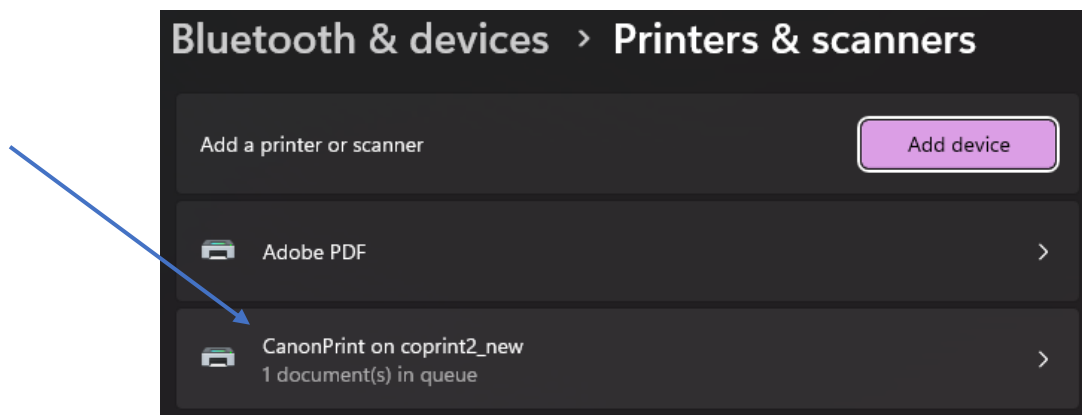 Bluetooth & devices > Printers & scanners
Add a printer or scanner
Add device
Adobe PDF
CanonPrint on coprint2_new
1 document(s) in queue